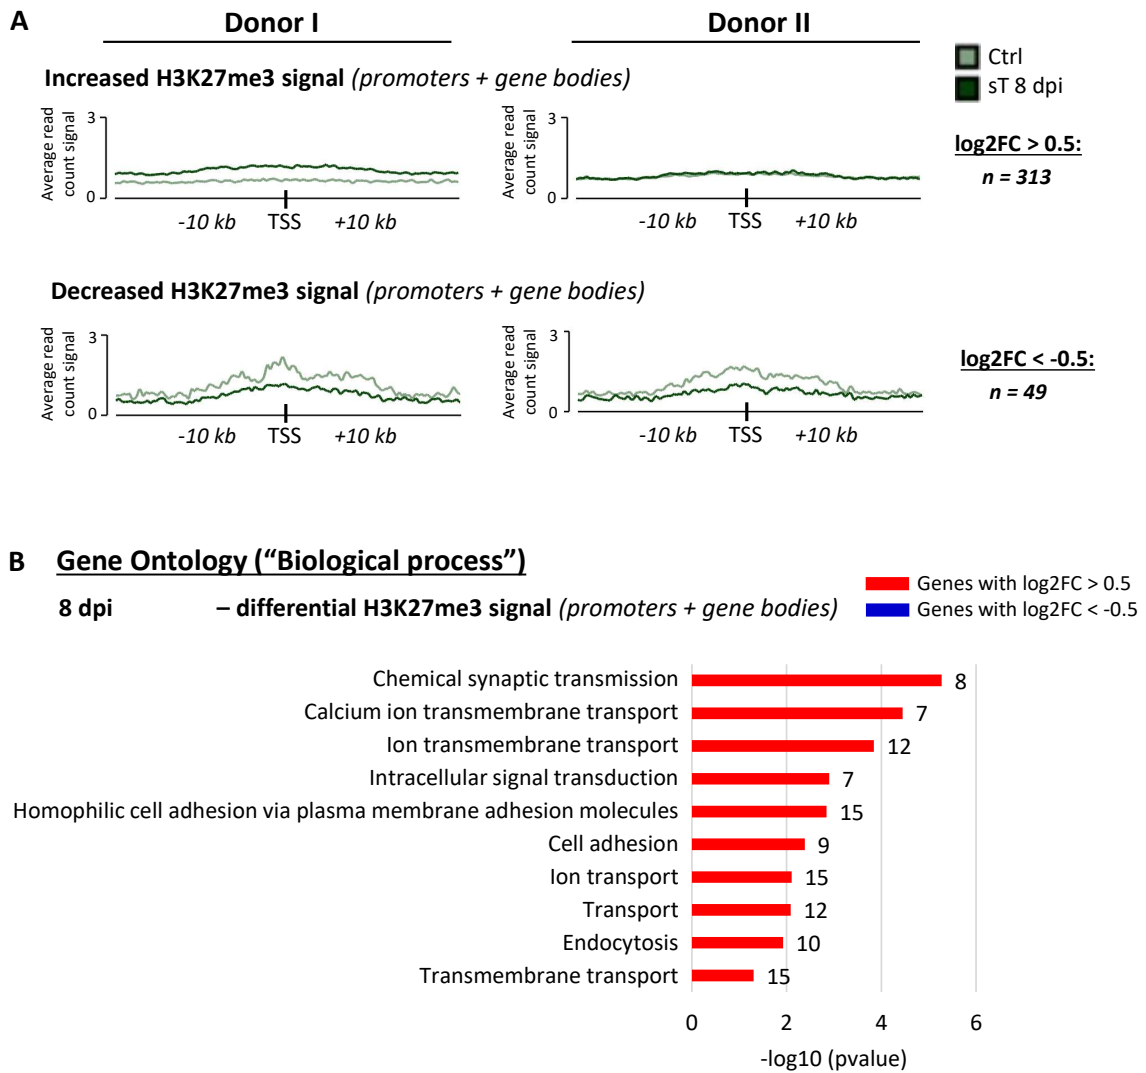 A
Donor I
Donor II
Ctrl
sT 8 dpi
Increased H3K27me3 signal (promoters + gene bodies)
Average read
count signal
3
0
-10 kb TSS +10 kb
Average read
count signal
3
0
-10 kb TSS +10 kb
log2FC > 0.5:
n = 313
Decreased H3K27me3 signal (promoters + gene bodies)
Average read
count signal
3
0
-10 kb TSS +10 kb
Average read
count signal
3
0
-10 kb TSS +10 kb
log2FC < -0.5:
n = 49
B Gene Ontology (“Biological process”)
8 dpi – differential H3K27me3 signal (promoters + gene bodies)
Genes with log2FC > 0.5
Genes with log2FC < -0.5
Chemical synaptic transmission 8
Calcium ion transmembrane transport 7
Ion transmembrane transport 12
Intracellular signal transduction 7
Homophilic cell adhesion via plasma membrane adhesion molecules 15
Cell adhesion 9
Ion transport 15
Transport 12
Endocytosis 10
Transmembrane transport 15
0 2 4 6
-log10 (pvalue)